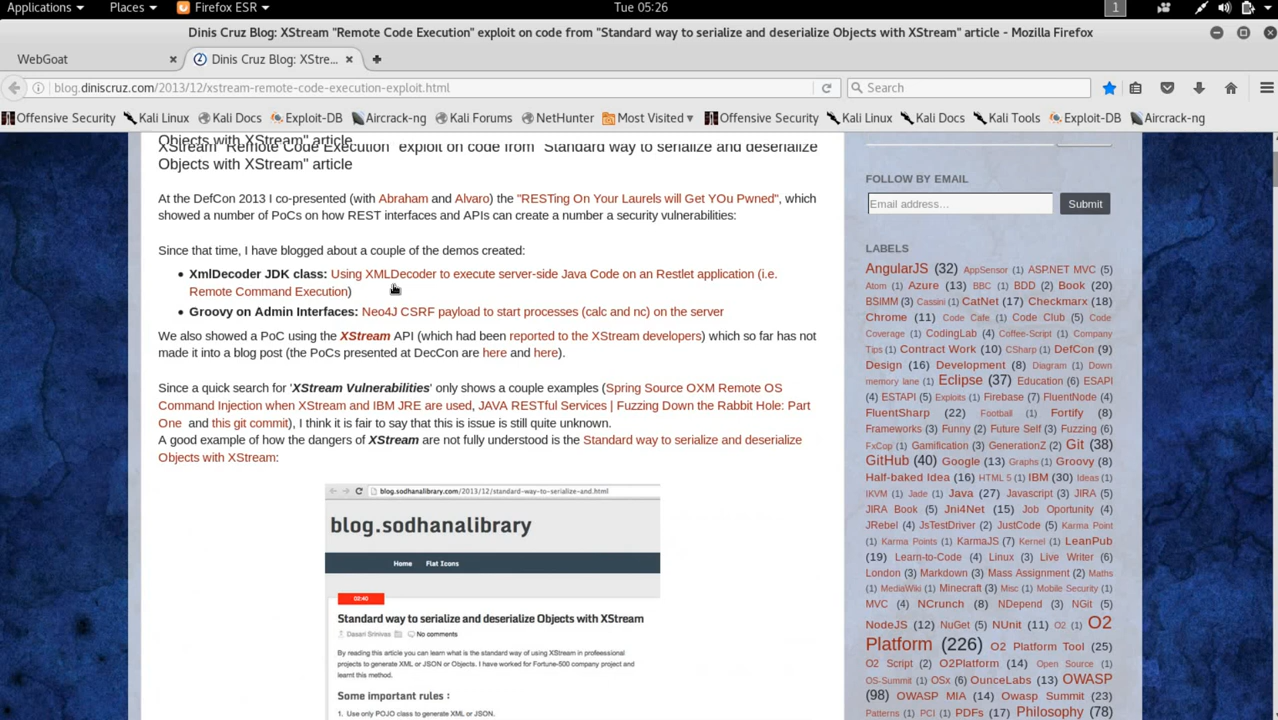 Applications Places Firefox ESR Tue 05:26 1
Dinis Cruz Blog: XStream "Remote Code Execution" exploit on code from "Standard way to serialize and deserialize Objects with XStream" article - Mozilla Firefox
WebGoat Dinis Cruz Blog: XStre...
blog.diniscruz.com/2013/12/xstream-remote-code-execution-exploit.html Search
Offensive Security Kali Linux Kali Docs Exploit-DB Aircrack-ng Kali Forums NetHunter Most Visited Offensive Security Kali Linux Kali Docs Kali Tools Exploit-DB Aircrack-ng
Objects with XStream" article
XStream "Remote Code Execution" exploit on code from "Standard way to serialize and deserialize
Objects with XStream" article
At the DefCon 2013 I co-presented (with Abraham and Alvaro) the "RESTing On Your Laurels will Get YOu Pwned", which
showed a number of PoCs on how REST interfaces and APIs can create a number a security vulnerabilities:
Since that time, I have blogged about a couple of the demos created:
• XmlDecoder JDK class: Using XMLDecoder to execute server-side Java Code on an Restlet application (i.e.
Remote Command Execution)
• Groovy on Admin Interfaces: Neo4J CSRF payload to start processes (calc and nc) on the server
We also showed a PoC using the XStream API (which had been reported to the XStream developers) which so far has not
made it into a blog post (the PoCs presented at DecCon are here and here).
Since a quick search for 'XStream Vulnerabilities' only shows a couple examples (Spring Source OXM Remote OS
Command Injection when XStream and IBM JRE are used, JAVA RESTful Services | Fuzzing Down the Rabbit Hole: Part
One and this git commit), I think it is fair to say that this is issue is still quite unknown.
A good example of how the dangers of XStream are not fully understood is the Standard way to serialize and deserialize
Objects with XStream:
blog.sodhanalibrary.com/2013/12/standard-way-to-serialize-and.html
blog.sodhanalibrary
Home Flat Icons
02:40
Standard way to serialize and deserialize Objects with XStream
Dasari Srinivas No comments
By reading this article you can learn what is the standard way of using XStream in profressional
projects to generate XML or JSON or Objects. I have worked for Fortune-500 company project and
learnt this method.
Some important rules :
1. Use only POJO class to generate XML or JSON.
FOLLOW BY EMAIL
Email address... Submit
LABELS
AngularJS (32) AppSensor (1) ASP.NET MVC (5)
Atom (1) Azure (13) BBC (1) BDD (2) Book (1)
BSIMM (3) Cassini (1) CatNet (17) Checkmarx (18)
Chrome (11) Code Cafe (1) Code Club (5) Code
Coverage (1) CodingLab (4) Coffee-Script (1) Company
Tips (1) Contract Work (10) CSharp (1) DefCon (9)
Design (16) Development (8) Diagram (1) Down
memory lane (1) Eclipse (37) Education (6) ESAPI
(4) ESTAPI (1) Exploits (1) Firebase (7) FluentNode (4)
FluentSharp (22) Football (1) Fortify (8)
Frameworks (3) Funny (2) Future Self (3) Fuzzing (6)
FxCop (1) Gamification (3) GenerationZ (2) Git (38)
GitHub (40) Google (13) Graphs (1) Groovy (8)
Half-baked Idea (16) HTML 5 (1) IBM (30) Ideas (1)
IKVM (1) Jade (1) Java (27) Javascript (3) JIRA (5)
JIRA Book (5) Jni4Net (15) Job Oportunity (4)
JRebel (4) JsTestDriver (2) JustCode (5) Karma Point
(1) Karma Points (1) KarmaJS (7) Kernel (1) LeanPub
(19) Learn-to-Code (4) Linux (3) Live Writer (6)
London (3) Markdown (3) Mass Assignment (2) Maths
(1) MediaWiki (1) Minecraft (3) Misc (1) Mobile Security (1)
MVC (4) NCrunch (8) NDepend (3) NGit (5)
NodeJS (12) NuGet (5) NUnit (11) O2 (1) O2
Platform (226) O2 Platform Tool (25)
O2 Script (2) O2Platform (14) Open Source (1)
OS-Summit (1) OSx (6) OunceLabs (13) OWASP
(98) OWASP MIA (14) Owasp Summit (23)
Patterns (1) PCI (1) PDFs (17) Philosophy (78)